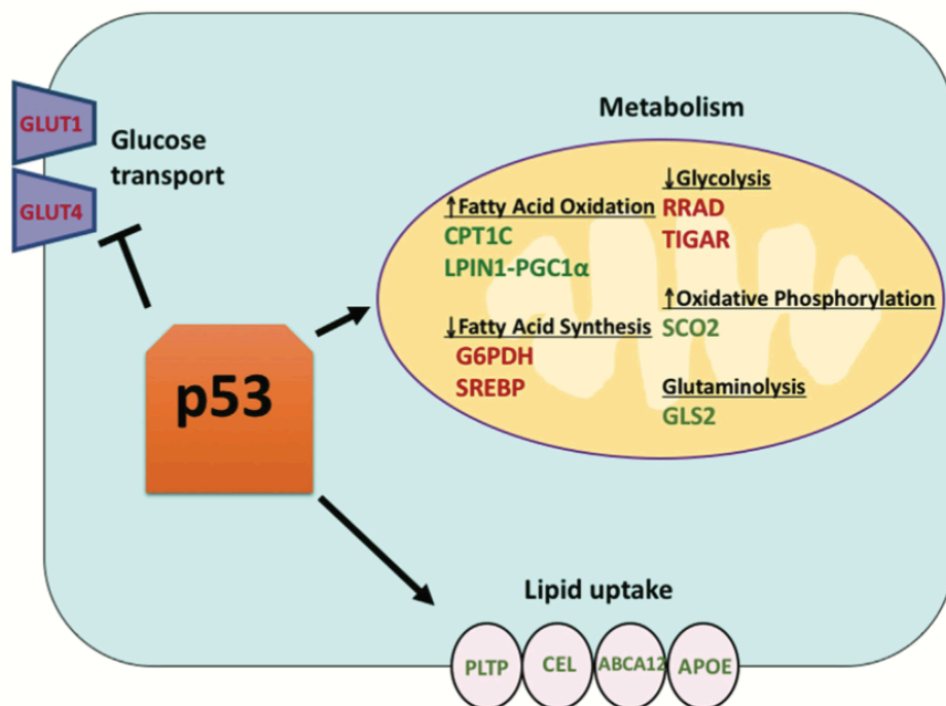 Metabolism
GLUT1
Glucose
transport
GLUT4
↑Fatty Acid Oxidation
CPT1C
LPIN1-PGC1α
↓Fatty Acid Synthesis
G6PDH
SREBP
↓Glycolysis
RRAD
TIGAR
↑Oxidative Phosphorylation
SCO2
Glutaminolysis
GLS2
p53
Lipid uptake
PLTP
CEL
ABCA12
APOE